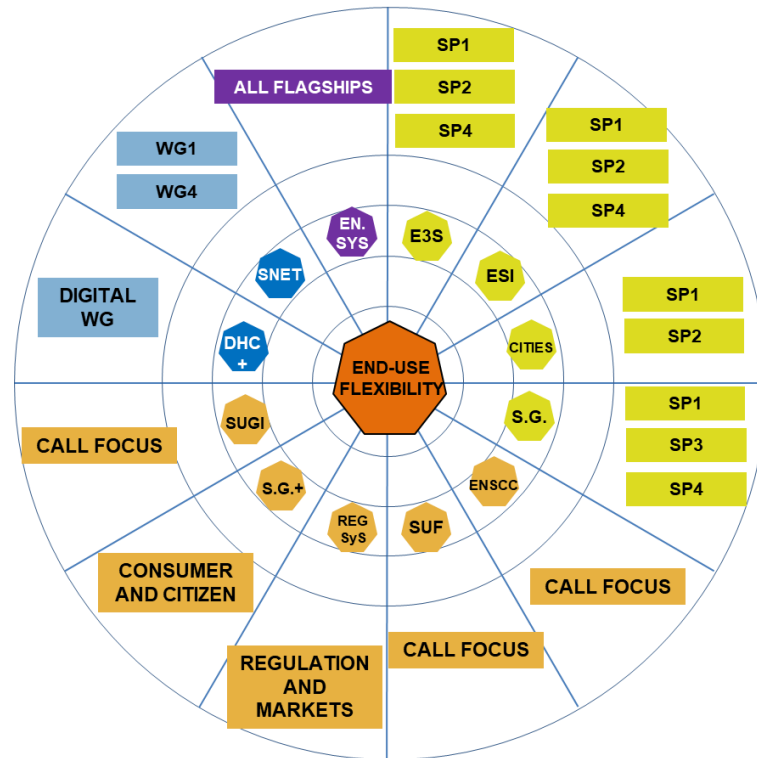 SP1
ALL FLAGSHIPS
SP2
SP4
SP1
SP2
SP4
WG1
WG4
EN.
SYS
E3S
SNET
ESI
DIGITAL
WG
SP1
SP2
DHC
+
CITIES
END-USE
FLEXIBILITY
SUGI
S.G.
SP1
SP3
SP4
CALL FOCUS
S.G.+
ENSCC
REG
SyS
SUF
CONSUMER
AND CITIZEN
CALL FOCUS
REGULATION
AND
MARKETS
CALL FOCUS